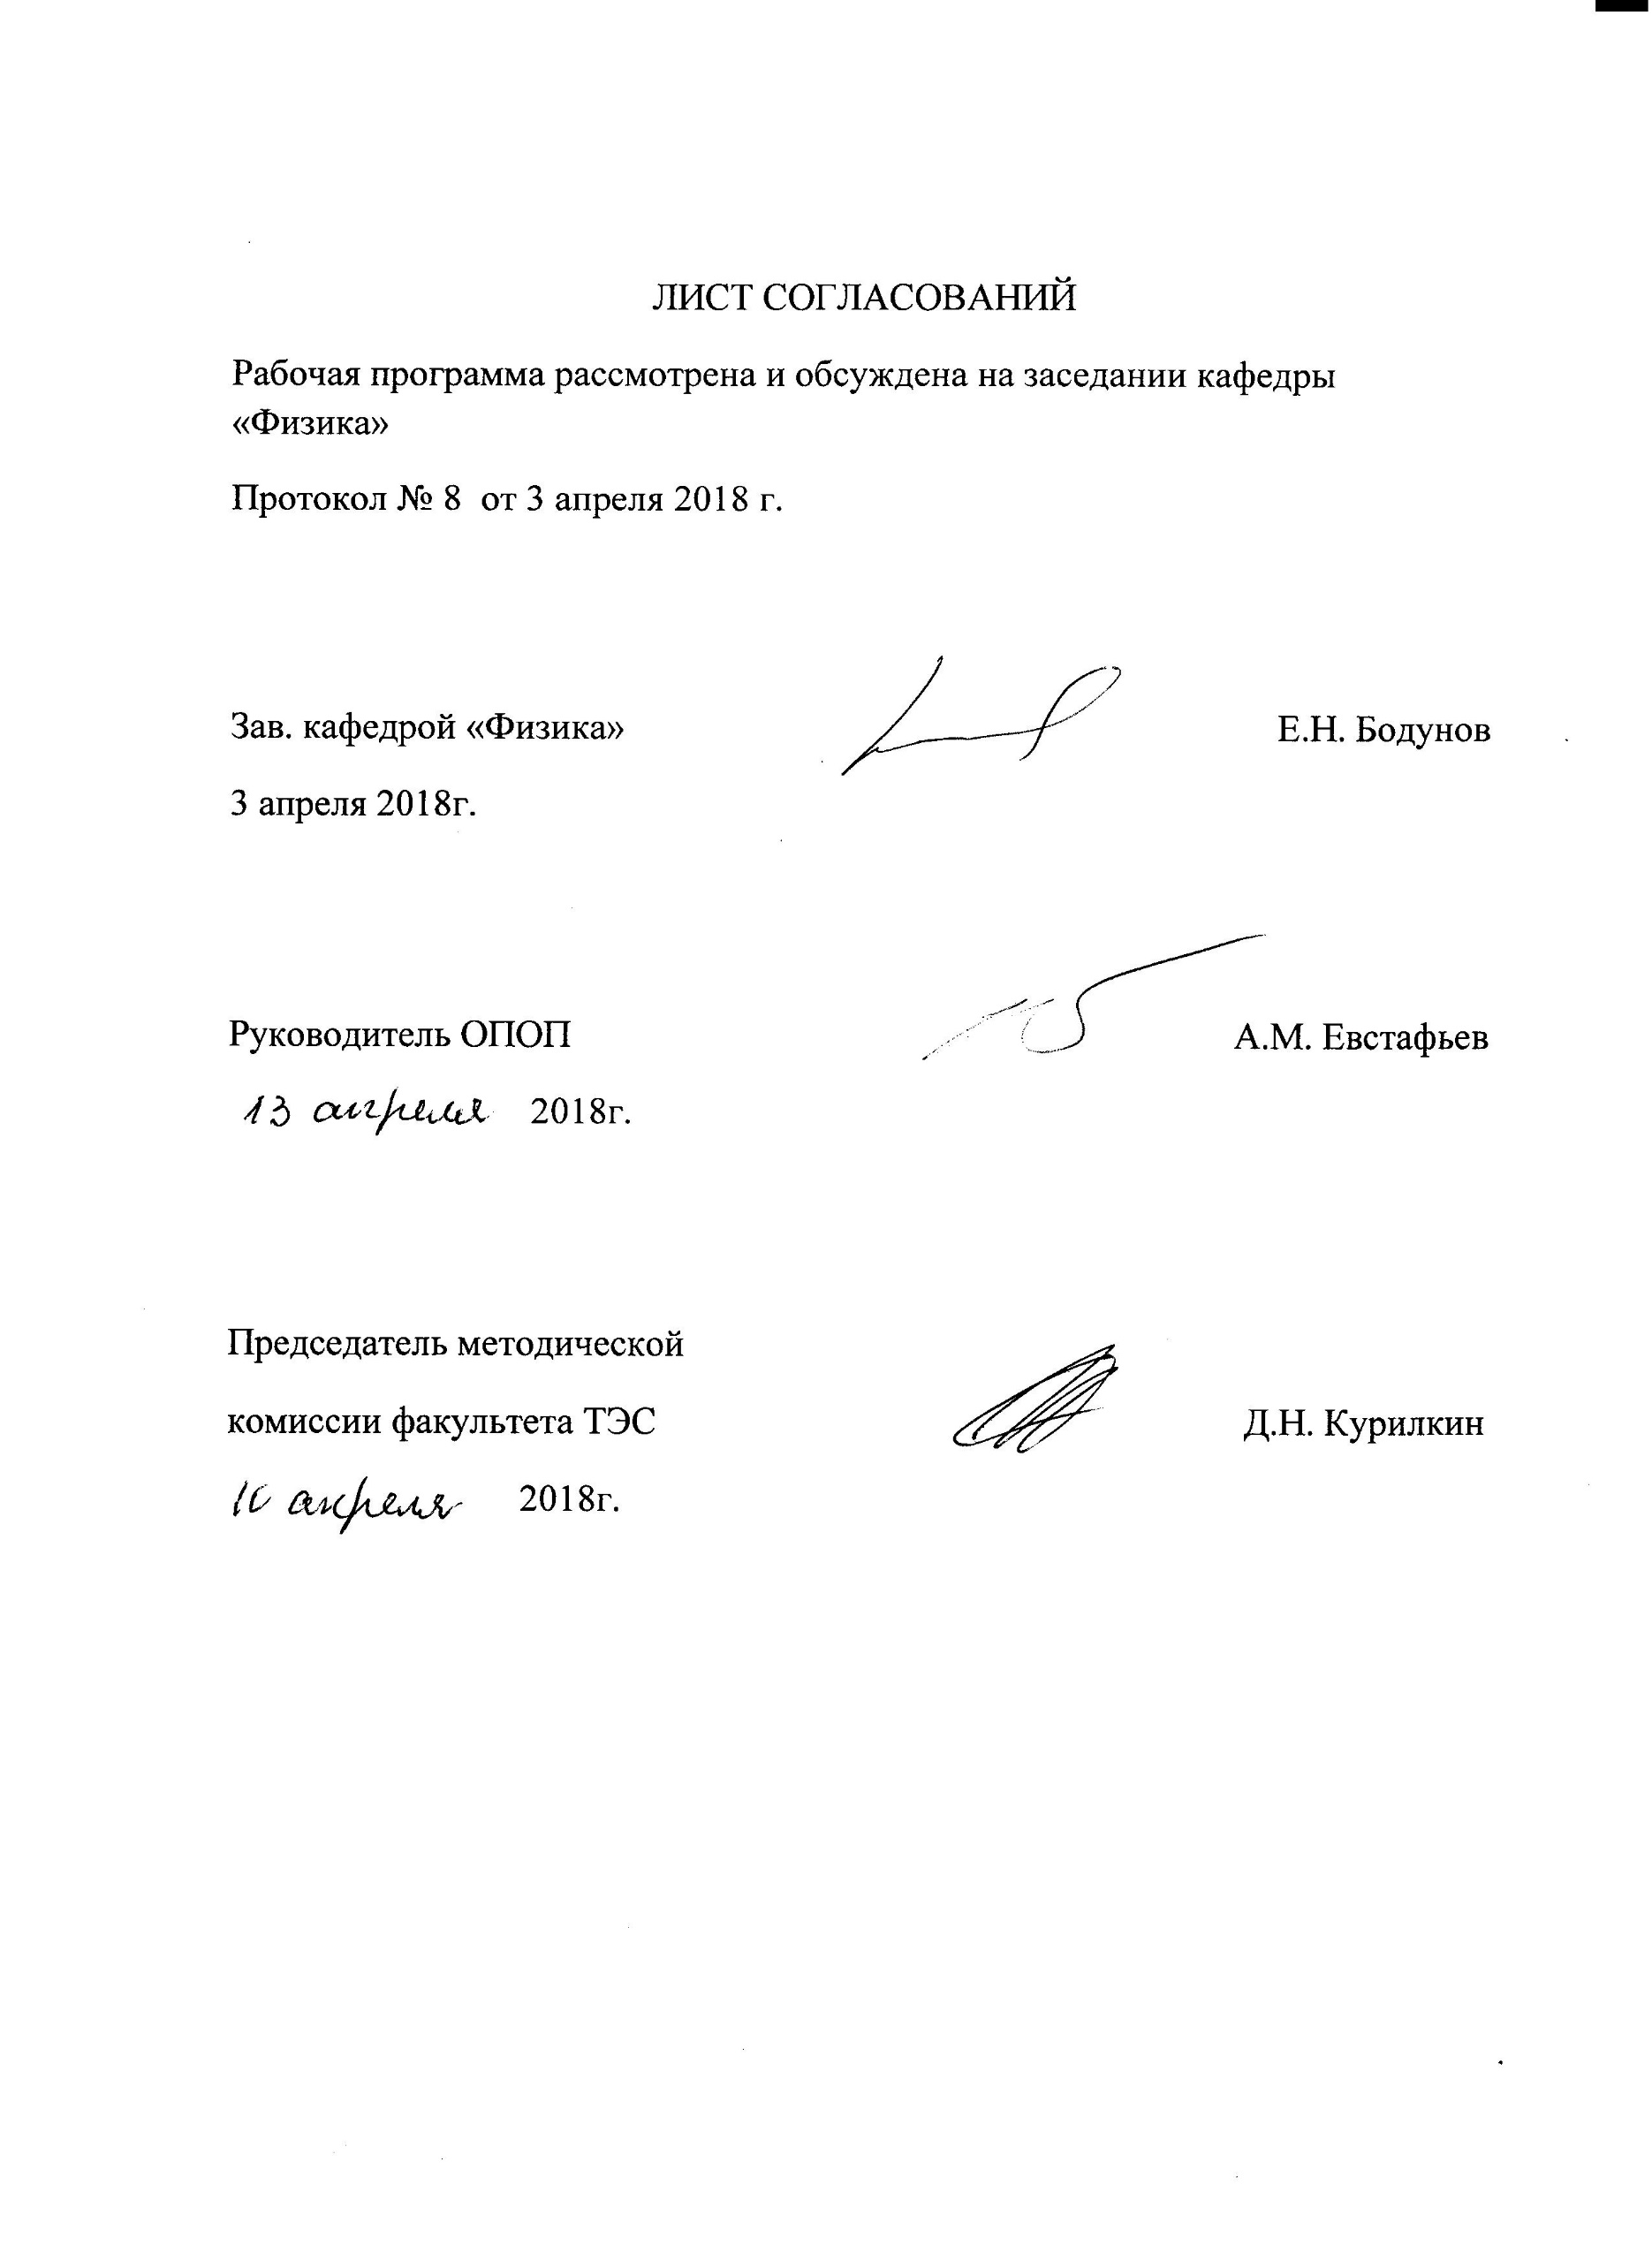 ЛИСТ СОГЛАСОВАНИЙ
Рабочая программа рассмотрена и обсуждена на заседании кафедры
«Физика»
Протокол № 8 от 3 апреля 2018 г.
Зав. кафедрой «Физика» Е.Н. Бодунов
3 апреля 2018г.
Руководитель ОПОП А.М. Евстафьев
13 апреля 2018г.
Председатель методической
комиссии факультета ТЭС Д.Н. Курилкин
апреля 2018г.